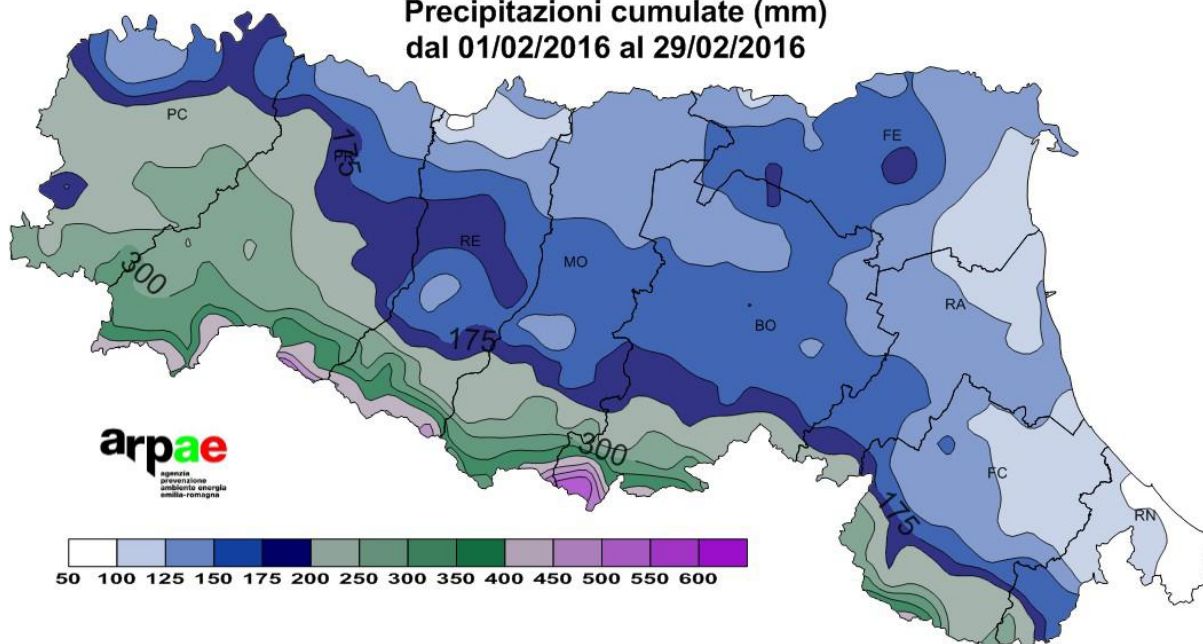 Precipitazioni cumulate (mm)
dal 01/02/2016 al 29/02/2016
PC
FE
175
PR
RE
MO
300
RA
BO
175
300
FC
175
RN
arpae
agenzia
prevenzione
ambiente energia
emilia-romagna
50 100 125 150 175 200 250 300 350 400 450 500 550 600